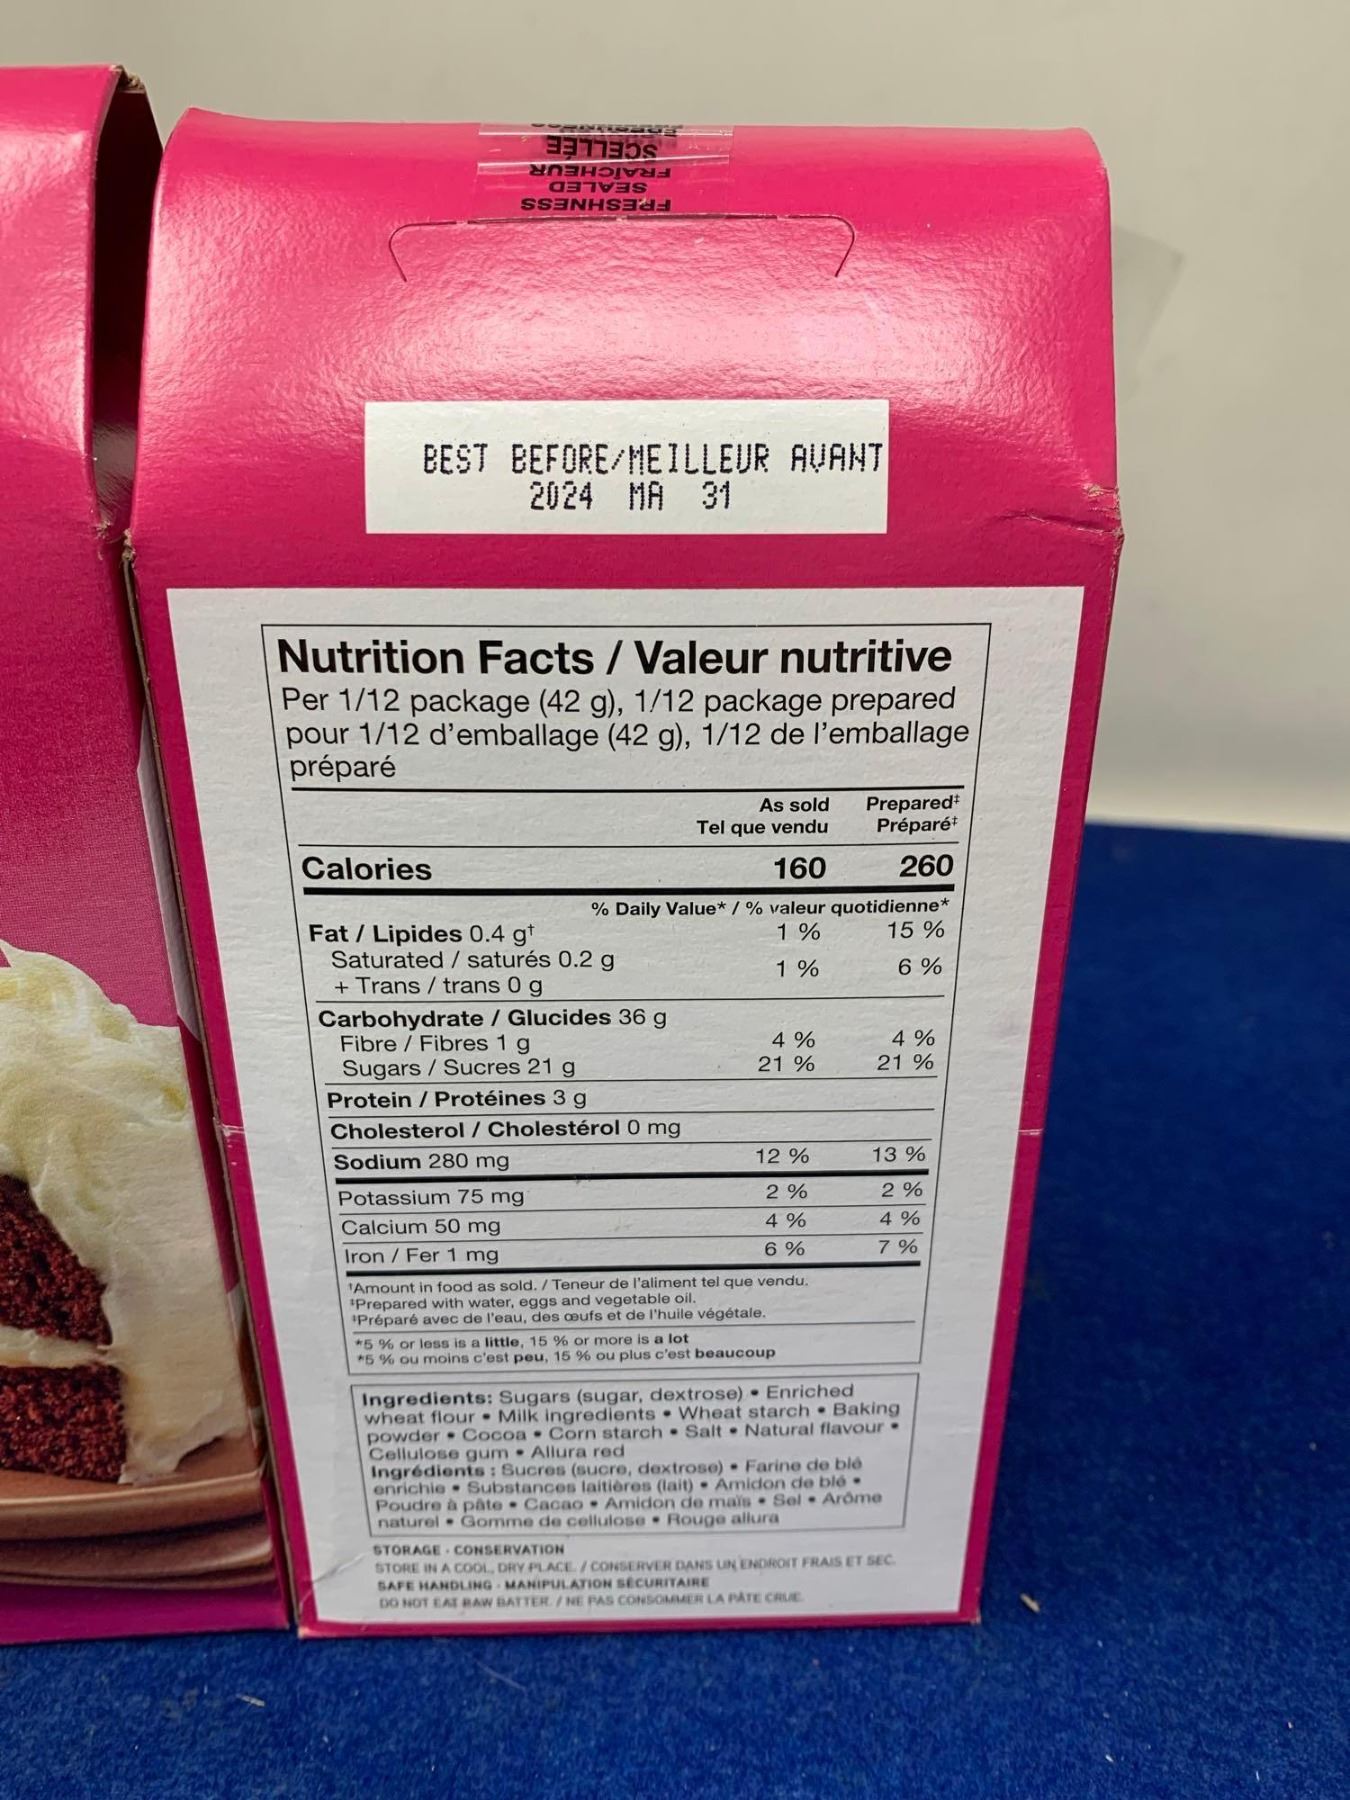 FRESHNESS
SCELLÉE
FRAÎCHEUR
SEALED
FRESHNESS
BEST BEFORE/MEILLEUR AVANT
2024 MA 31
Nutrition Facts / Valeur nutritive
Per 1/12 package (42 g), 1/12 package prepared
pour 1/12 d'emballage (42 g), 1/12 de l'emballage
préparé
As sold Prepared‡
Tel que vendu Préparé‡
Calories 160 260
% Daily Value* / % valeur quotidienne*
Fat / Lipides 0.4 g† 1 % 15 %
Saturated / saturés 0.2 g
+ Trans / trans 0 g 1 % 6 %
Carbohydrate / Glucides 36 g
Fibre / Fibres 1 g 4 % 4 %
Sugars / Sucres 21 g 21 % 21 %
Protein / Protéines 3 g
Cholesterol / Cholestérol 0 mg
Sodium 280 mg 12 % 13 %
Potassium 75 mg 2 % 2 %
Calcium 50 mg 4 % 4 %
Iron / Fer 1 mg 6 % 7 %
†Amount in food as sold. / Teneur de l'aliment tel que vendu.
‡Prepared with water, eggs and vegetable oil.
‡Préparé avec de l'eau, des œufs et de l'huile végétale.
*5 % or less is a little, 15 % or more is a lot
*5 % ou moins c'est peu, 15 % ou plus c'est beaucoup
Ingredients: Sugars (sugar, dextrose) • Enriched
wheat flour • Milk ingredients • Wheat starch • Baking
powder • Cocoa • Corn starch • Salt • Natural flavour •
Cellulose gum • Allura red
Ingrédients : Sucres (sucre, dextrose) • Farine de blé
enrichie • Substances laitières (lait) • Amidon de blé •
Poudre à pâte • Cacao • Amidon de maïs • Sel • Arôme
naturel • Gomme de cellulose • Rouge allura
STORAGE - CONSERVATION
STORE IN A COOL, DRY PLACE. / CONSERVER DANS UN ENDROIT FRAIS ET SEC.
SAFE HANDLING - MANIPULATION SÉCURITAIRE
DO NOT EAT RAW BATTER. / NE PAS CONSOMMER LA PÂTE CRUE.